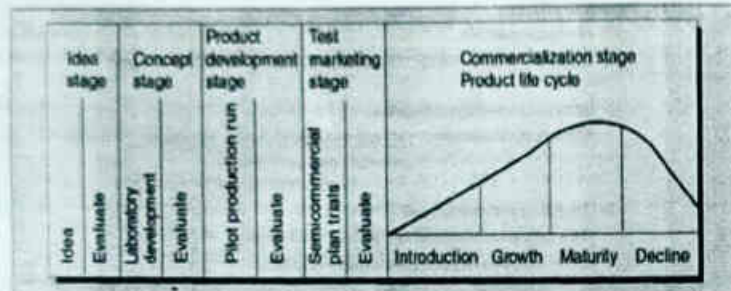 Idea
stage
Concept
stage
Product
development
stage
Test
marketing
stage
Commercialization stage
Product life cycle
Idea
Evaluate
Laboratory
development
Evaluate
Pilot production run
Evaluate
Semicommercial
plan trials
Evaluate
Introduction Growth Maturity Decline